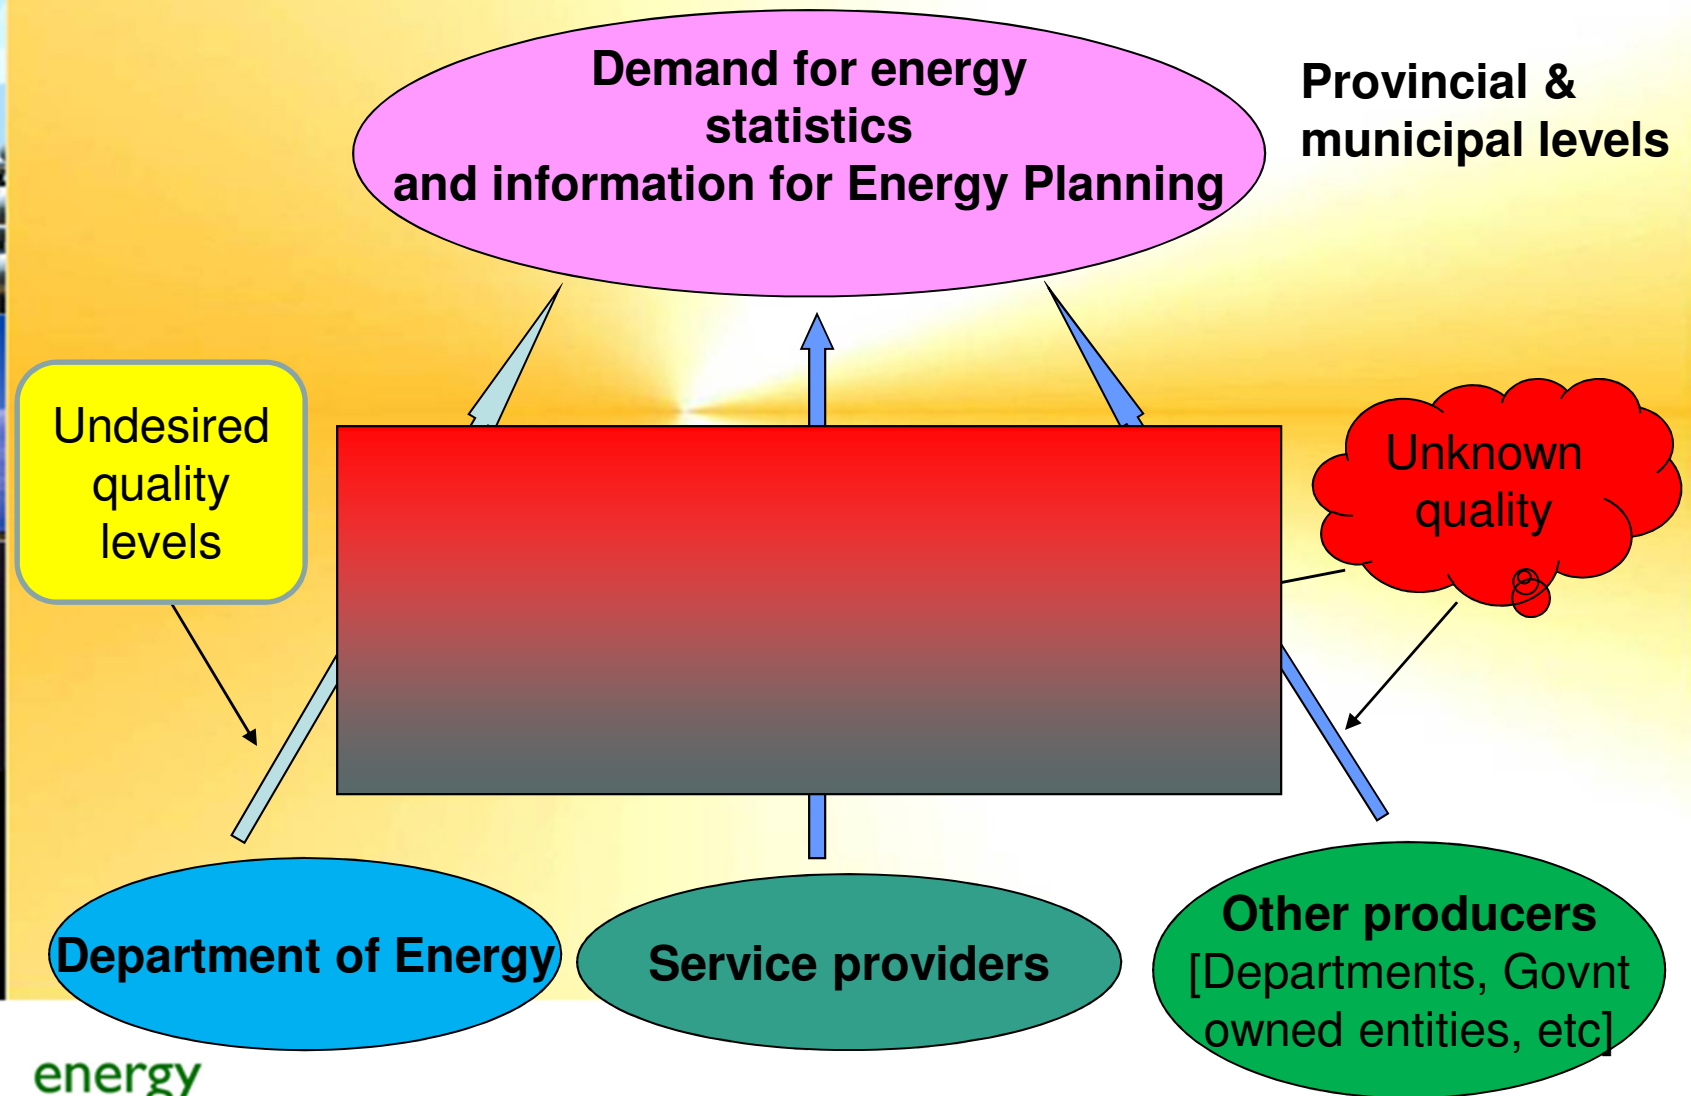 Demand for energy
statistics
and information for Energy Planning
Provincial &
municipal levels
Undesired
quality
levels
Unknown
quality
Department of Energy
Service providers
Other producers
[Departments, Govnt
owned entities, etc]
energy